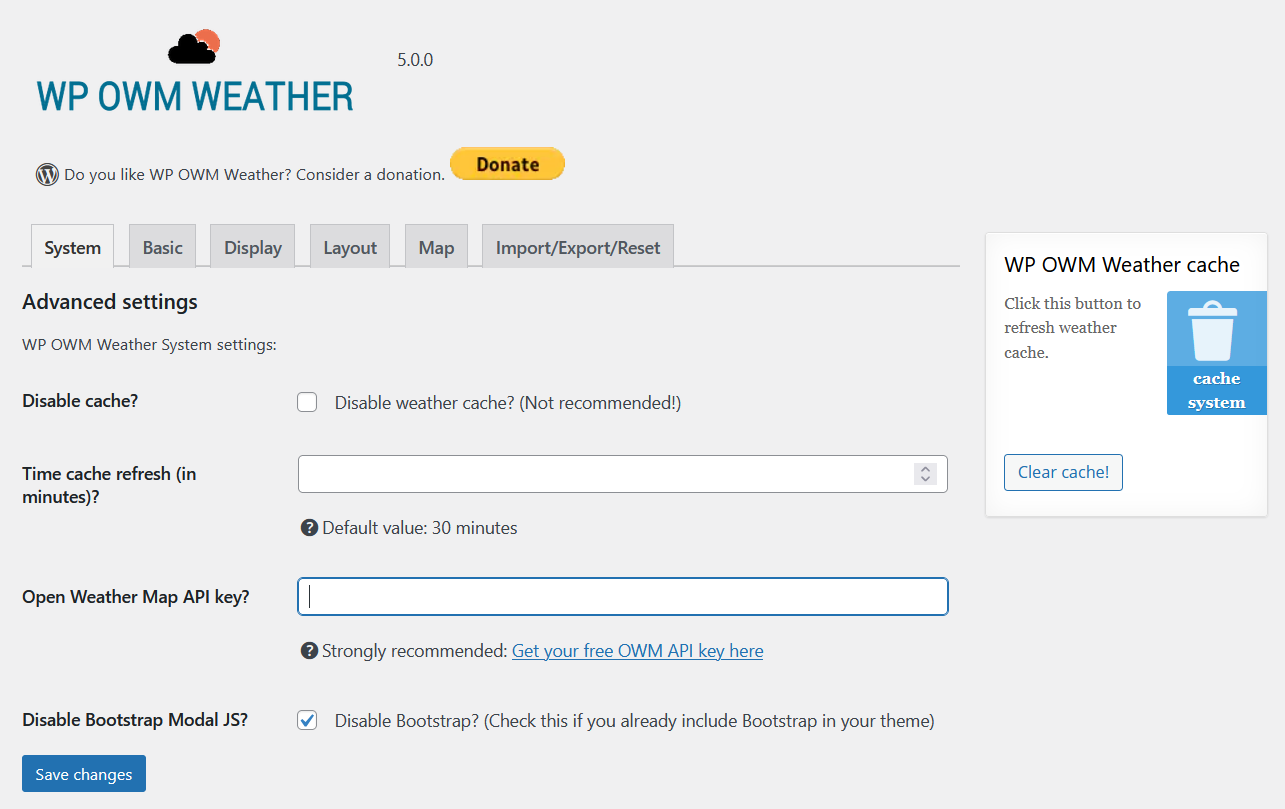 5.0.0
WP OWM WEATHER
Do you like WP OWM Weather? Consider a donation.
Donate
System
Basic
Display
Layout
Map
Import/Export/Reset
Advanced settings
WP OWM Weather System settings:
Disable cache?
Disable weather cache? (Not recommended!)
Time cache refresh (in
minutes)?
Default value: 30 minutes
Open Weather Map API key?
Strongly recommended: Get your free OWM API key here
Disable Bootstrap Modal JS?
Disable Bootstrap? (Check this if you already include Bootstrap in your theme)
Save changes
WP OWM Weather cache
Click this button to
refresh weather
cache.
cache
system
Clear cache!